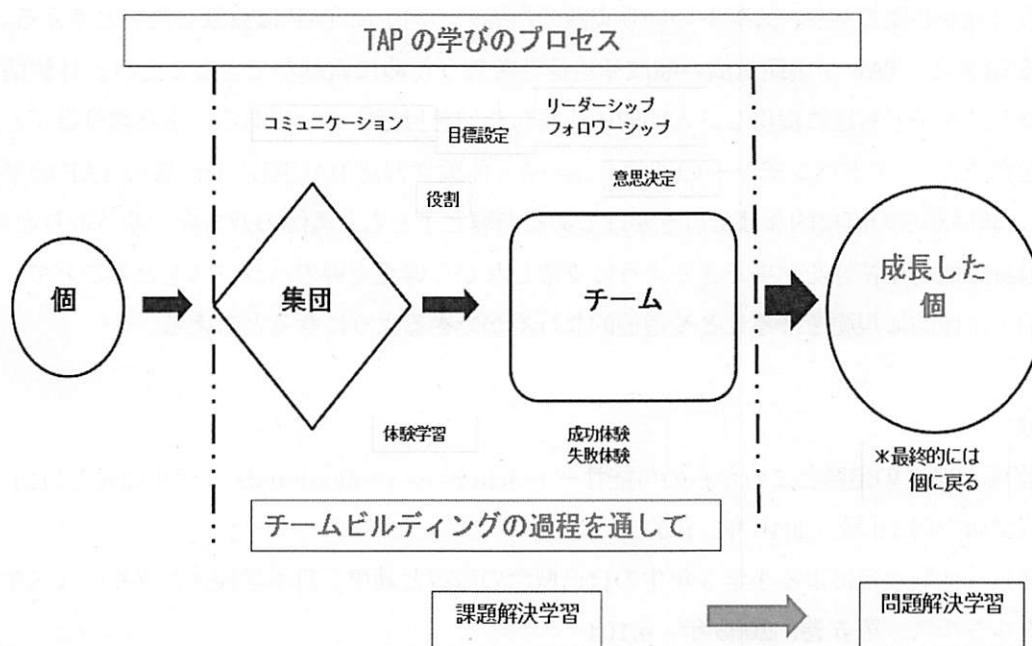 TAP の学びのプロセス
リーダーシップ
フォロワーシップ
コミュニケーション
目標設定
意思決定
役割
個
集団
チーム
成長した
個
体験学習
成功体験
失敗体験
＊最終的には
個に戻る
チームビルディングの過程を通して
課題解決学習
問題解決学習